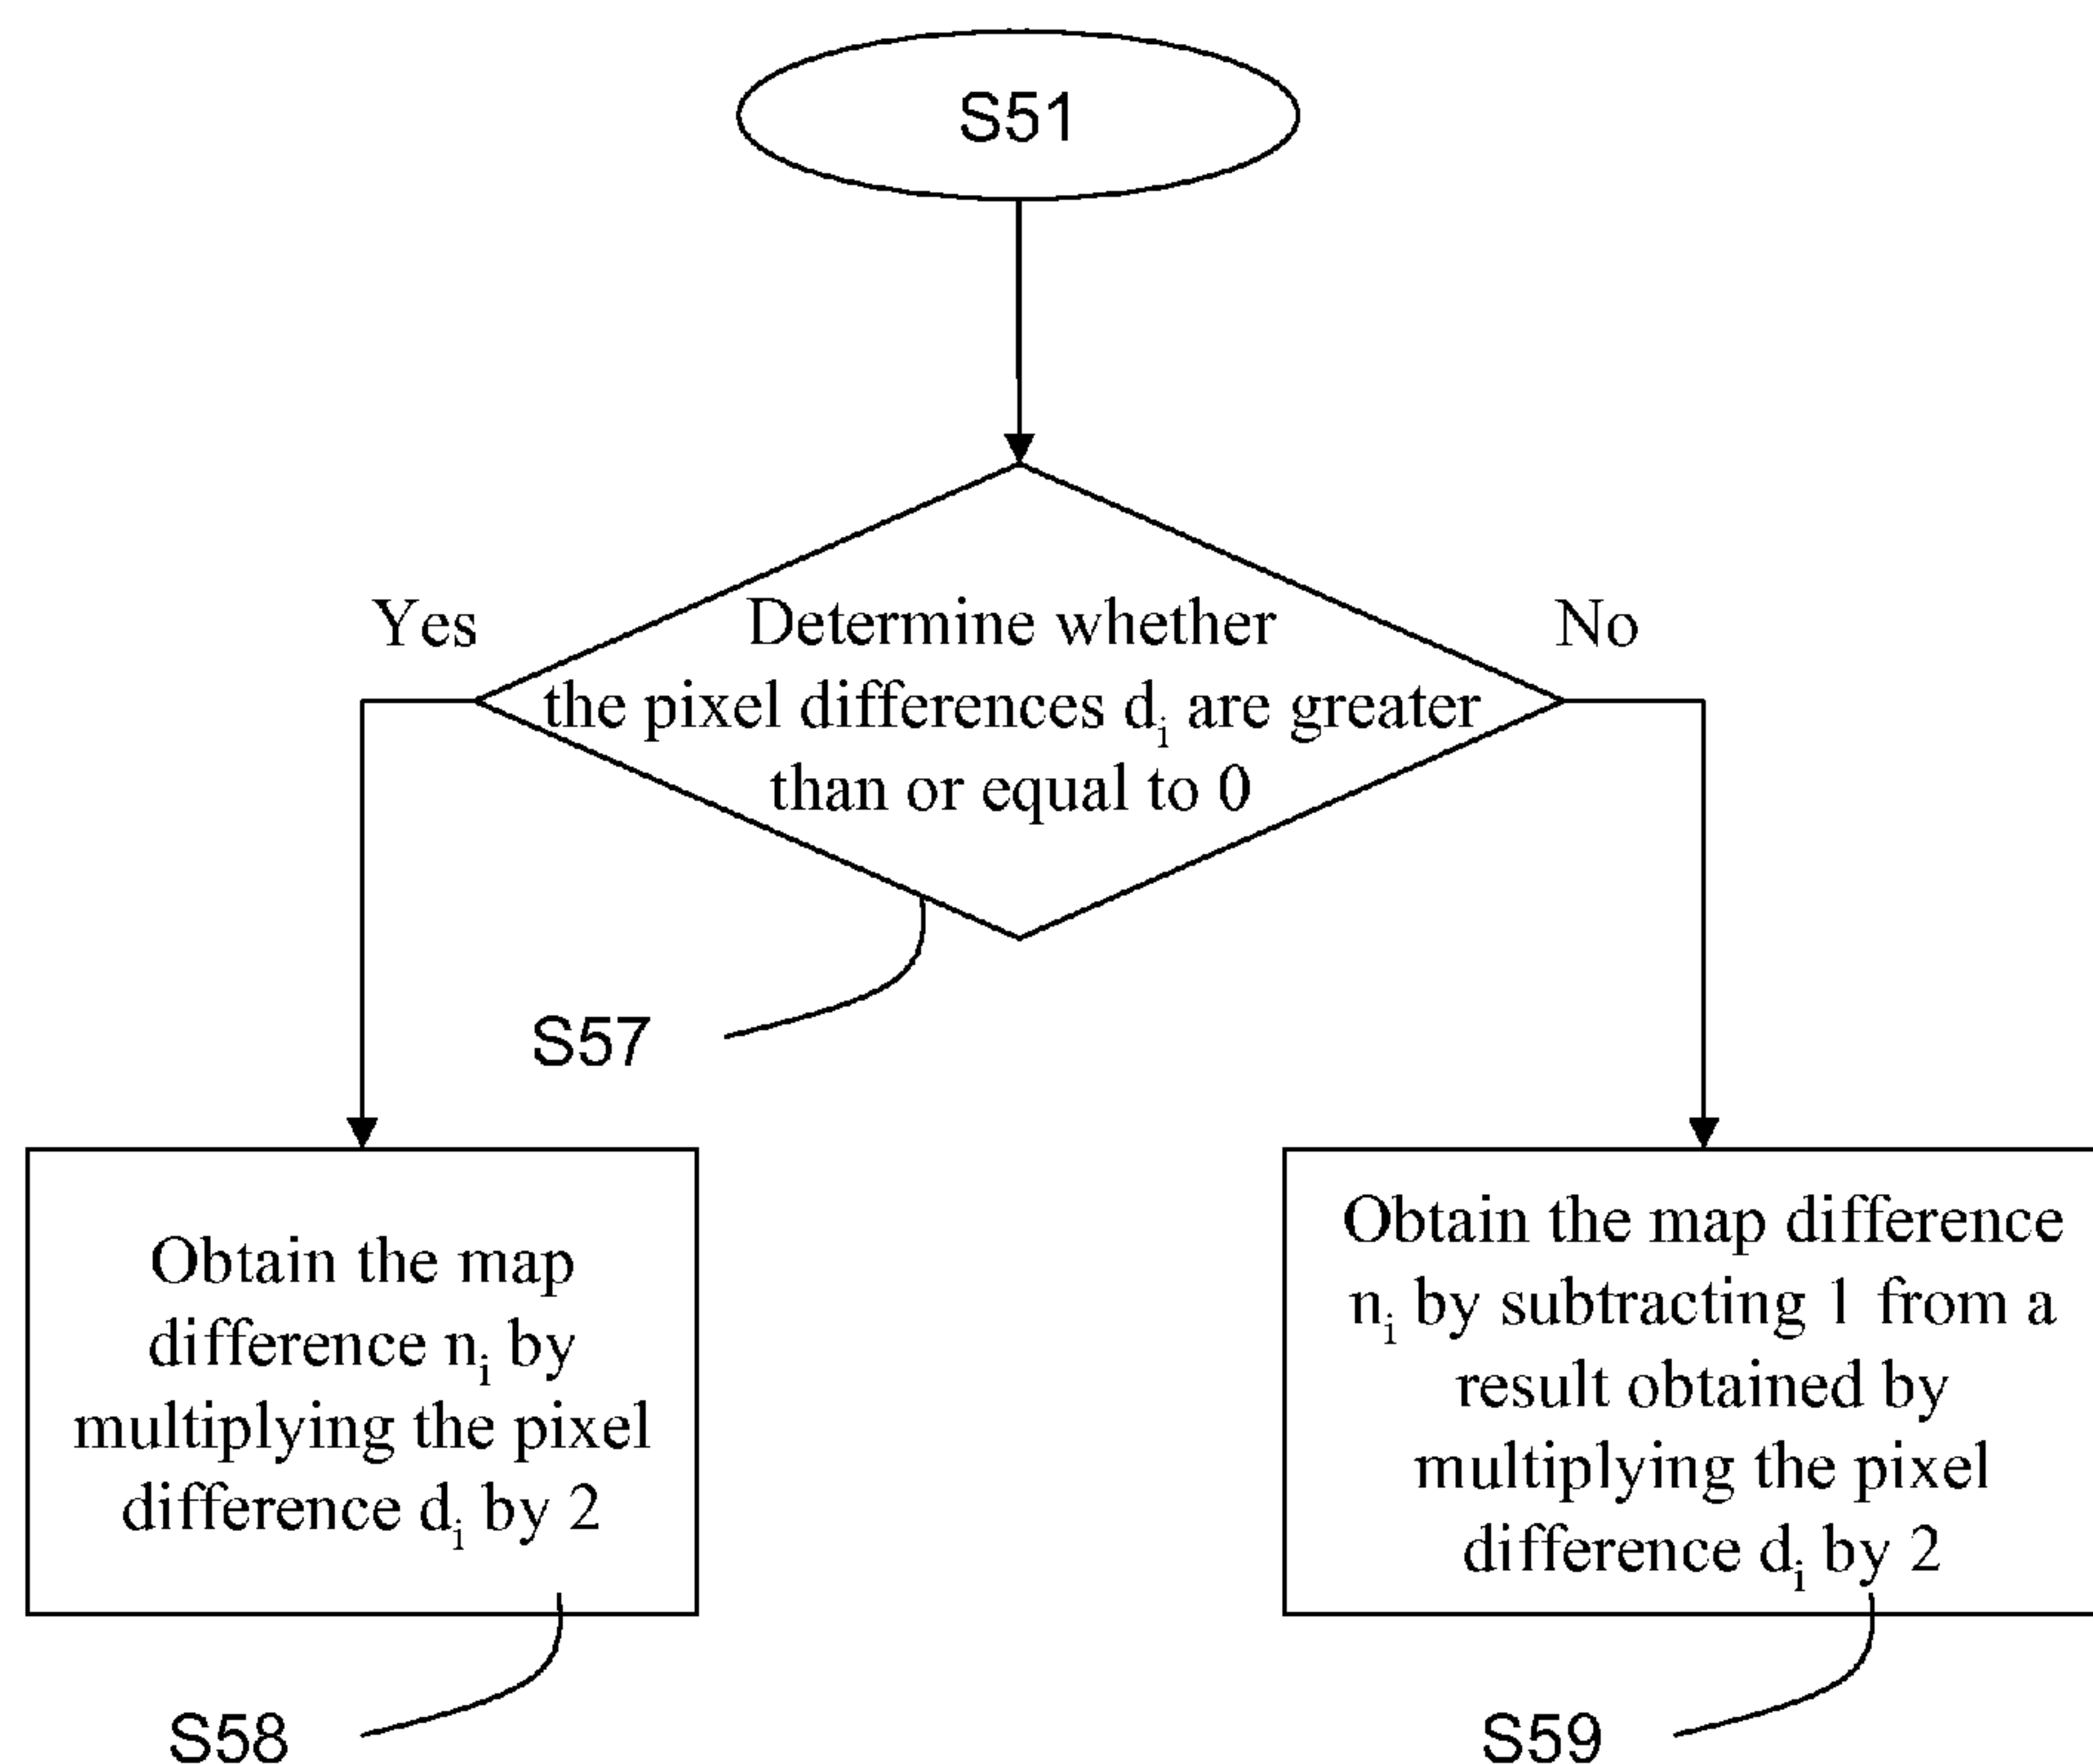 S51
Yes
Determine whether
the pixel differences dᵢ are greater
than or equal to 0
No
S57
Obtain the map
difference nᵢ by
multiplying the pixel
difference dᵢ by 2
S58
Obtain the map difference
nᵢ by subtracting 1 from a
result obtained by
multiplying the pixel
difference dᵢ by 2
S59